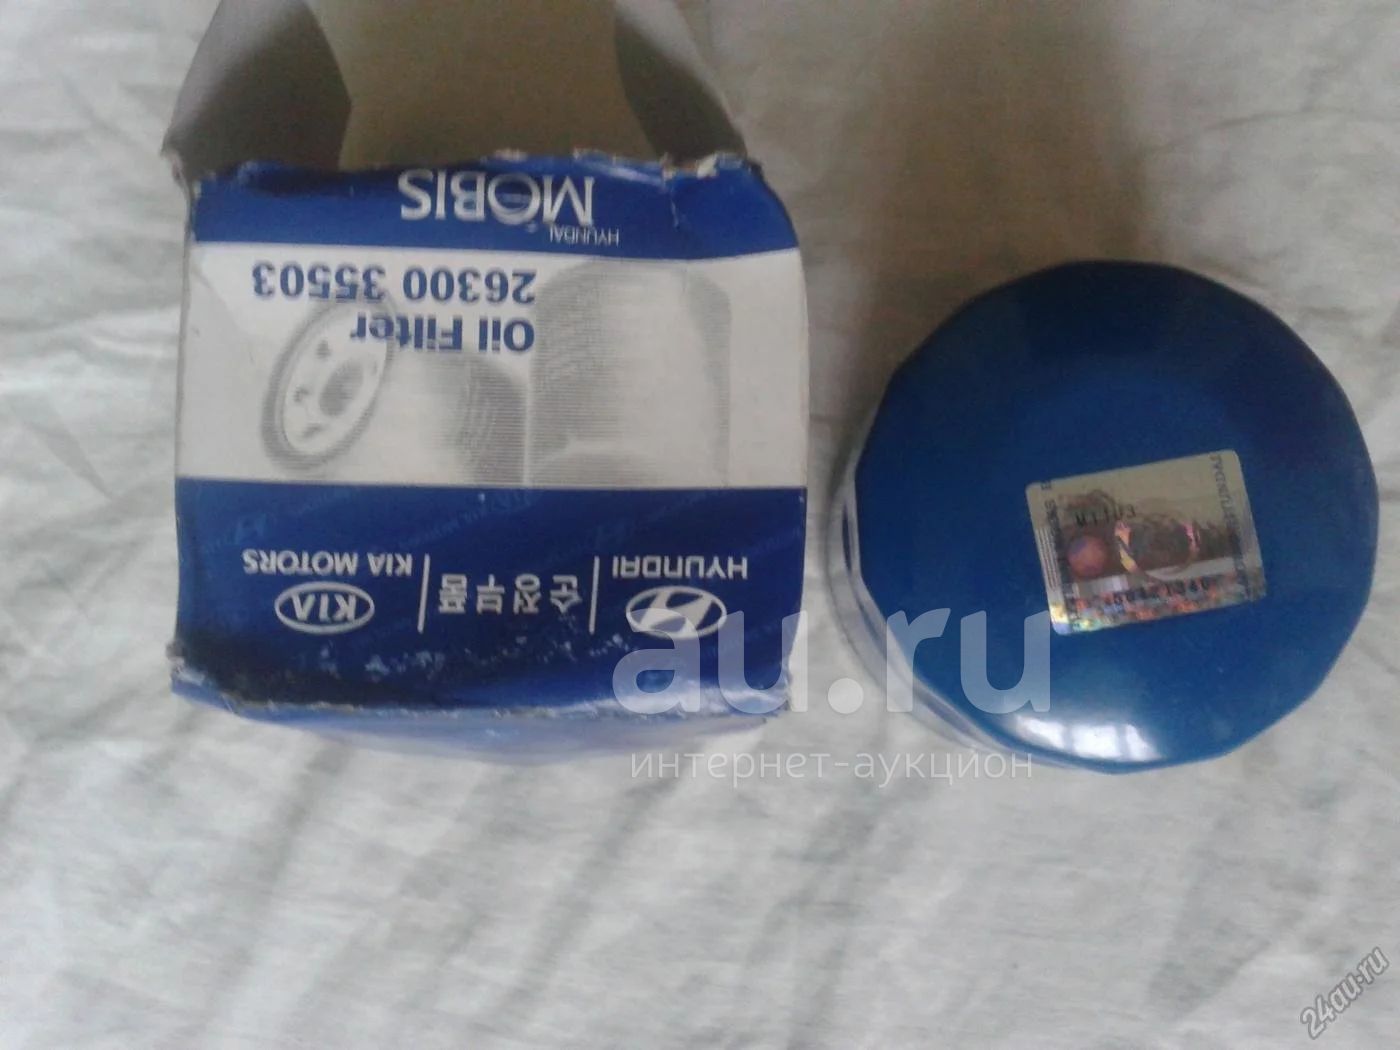 HYUNDAI
순정부품
KIA MOTORS
KIA
Oil Filter
26300 35503
HYUNDAI
MOBIS
HYUNDAI
au.ru
интернет-аукцион
24au.ru